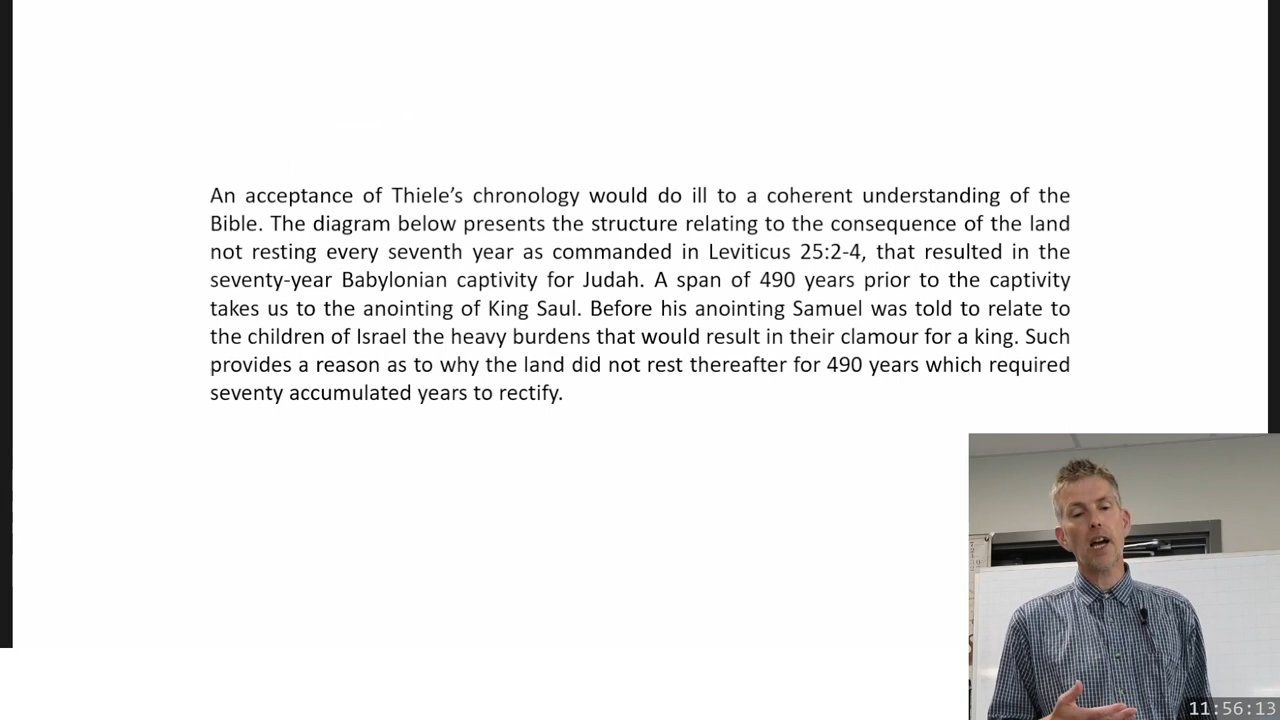 An acceptance of Thiele’s chronology would do ill to a coherent understanding of the
Bible. The diagram below presents the structure relating to the consequence of the land
not resting every seventh year as commanded in Leviticus 25:2-4, that resulted in the
seventy-year Babylonian captivity for Judah. A span of 490 years prior to the captivity
takes us to the anointing of King Saul. Before his anointing Samuel was told to relate to
the children of Israel the heavy burdens that would result in their clamour for a king. Such
provides a reason as to why the land did not rest thereafter for 490 years which required
seventy accumulated years to rectify.
11:56:13